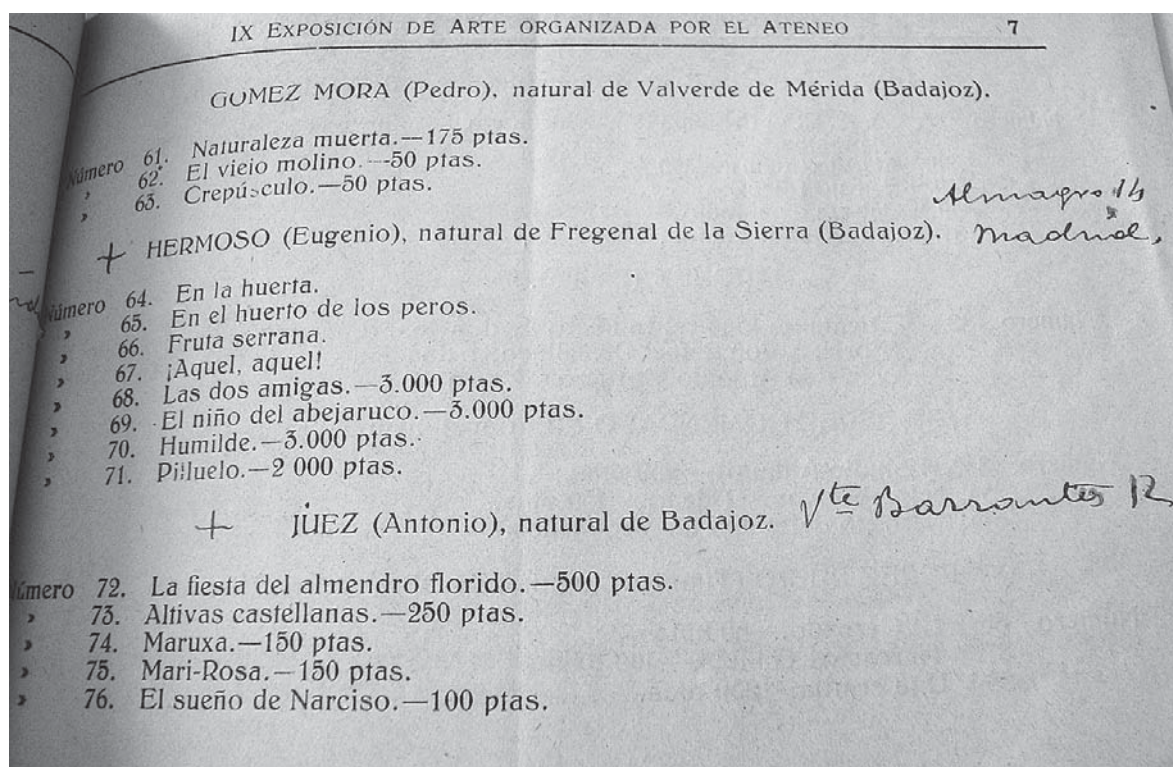 IX EXPOSICIÓN DE ARTE ORGANIZADA POR EL ATENEO 7
GOMEZ MORA (Pedro), natural de Valverde de Mérida (Badajoz).
Número 61. Naturaleza muerta.—175 ptas.
» 62. El viejo molino.—50 ptas.
» 63. Crepúsculo.—50 ptas.
Almagro 14
+ HERMOSO (Eugenio), natural de Fregenal de la Sierra (Badajoz). Madrid,
Número 64. En la huerta.
» 65. En el huerto de los peros.
» 66. Fruta serrana.
» 67. ¡Aquel, aquel!
» 68. Las dos amigas.—3.000 ptas.
» 69. El niño del abejaruco.—3.000 ptas.
» 70. Humilde.—3.000 ptas.
» 71. Pilluelo.—2 000 ptas.
+ JUEZ (Antonio), natural de Badajoz. Vte Barrantes 12
Número 72. La fiesta del almendro florido.—500 ptas.
» 73. Altivas castellanas.—250 ptas.
» 74. Maruxa.—150 ptas.
» 75. Mari-Rosa.—150 ptas.
» 76. El sueño de Narciso.—100 ptas.